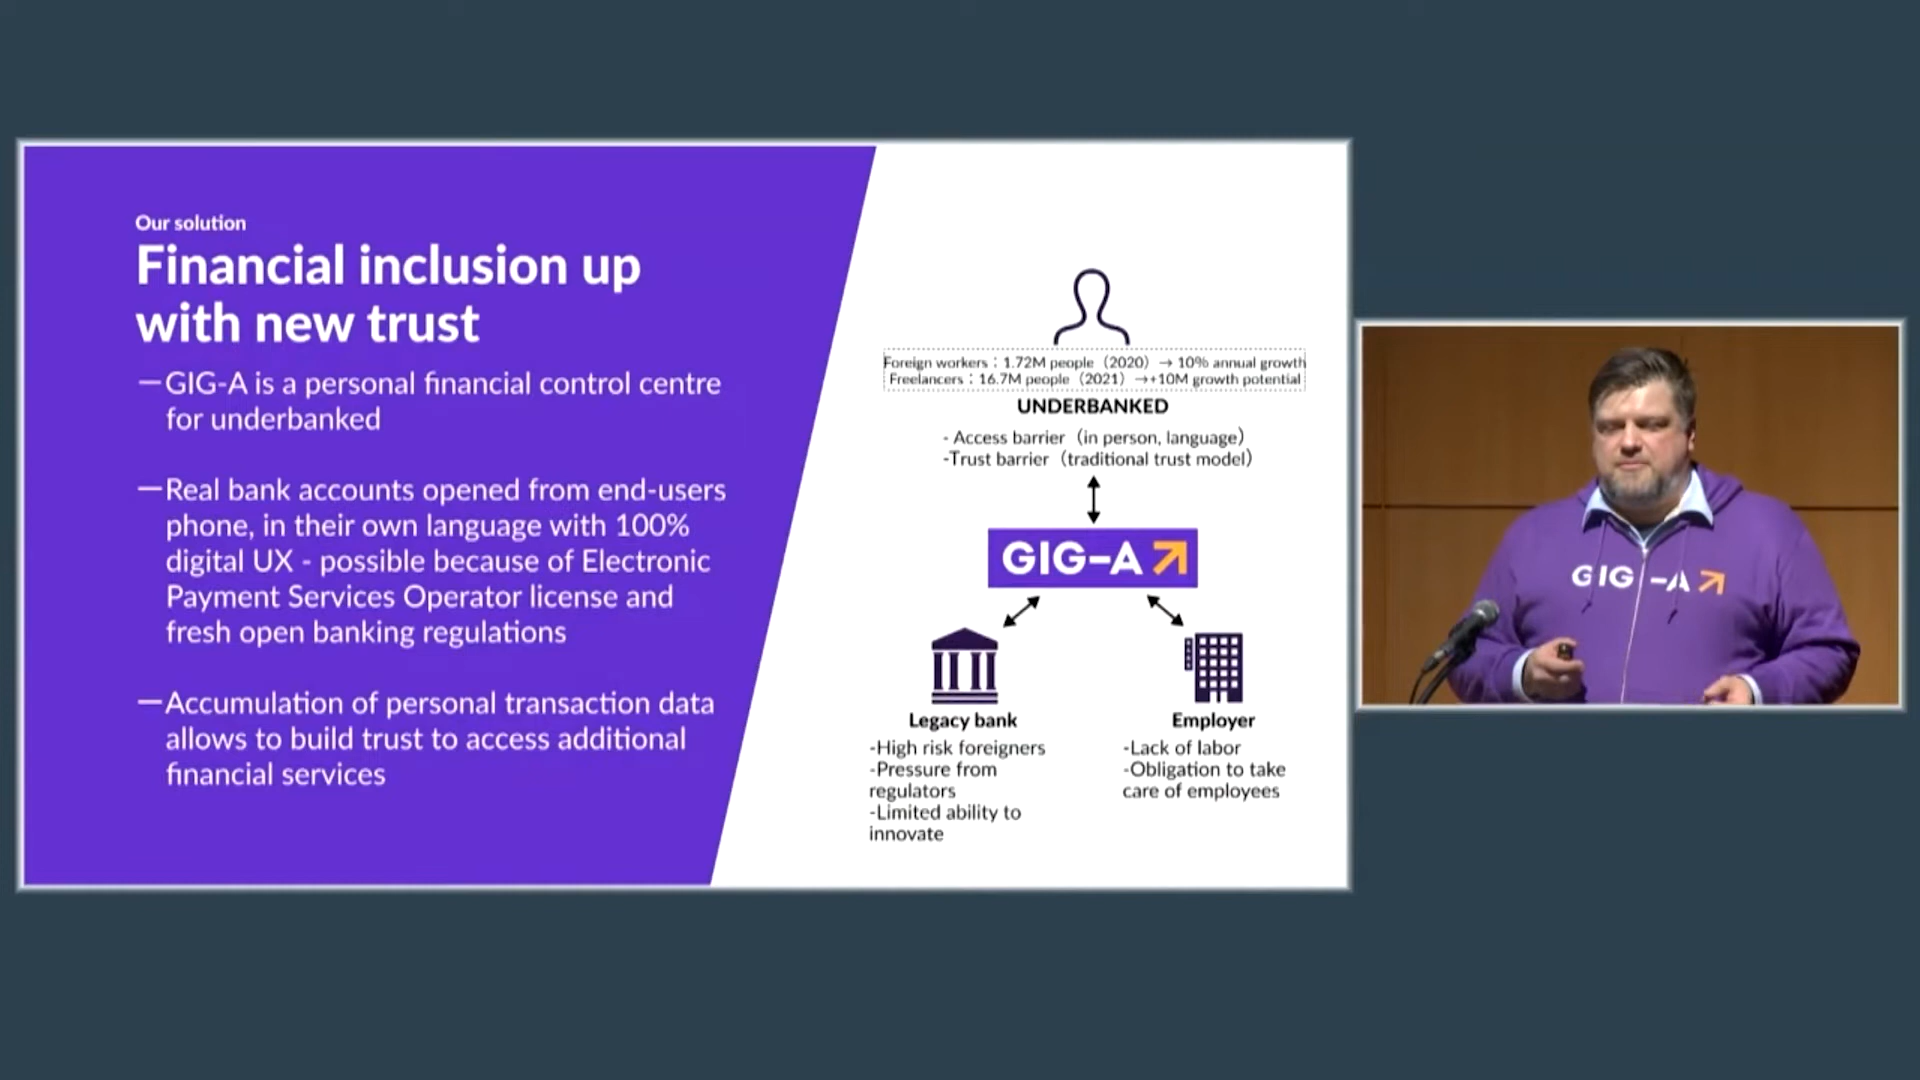 Our solution
Financial inclusion up
with new trust
—GIG-A is a personal financial control centre
for underbanked
—Real bank accounts opened from end-users
phone, in their own language with 100%
digital UX - possible because of Electronic
Payment Services Operator license and
fresh open banking regulations
—Accumulation of personal transaction data
allows to build trust to access additional
financial services
Foreign workers：1.72M people（2020）→ 10% annual growth
Freelancers：16.7M people（2021）→+10M growth potential
UNDERBANKED
- Access barrier（in person, language）
-Trust barrier（traditional trust model）
GIG-A
Legacy bank
-High risk foreigners
-Pressure from
regulators
-Limited ability to
innovate
Employer
-Lack of labor
-Obligation to take
care of employees
GIG-A